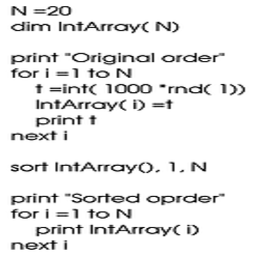 N =20
dim IntArray( N)
print "Original order"
for i =1 to N
t =int( 1000 *rnd( 1))
IntArray( i) =t
print t
next i
sort IntArray(), 1, N
print "Sorted oprder"
for i =1 to N
print IntArray( i)
next i